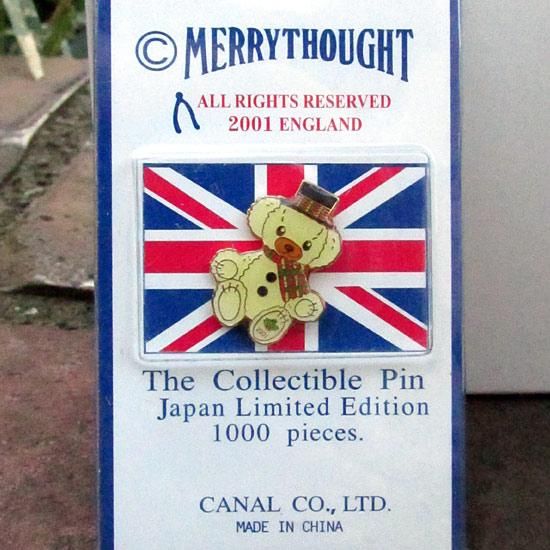 © MERRYTHOUGHT
ALL RIGHTS RESERVED
2001 ENGLAND
The Collectible Pin
Japan Limited Edition
1000 pieces.
CANAL CO., LTD.
MADE IN CHINA